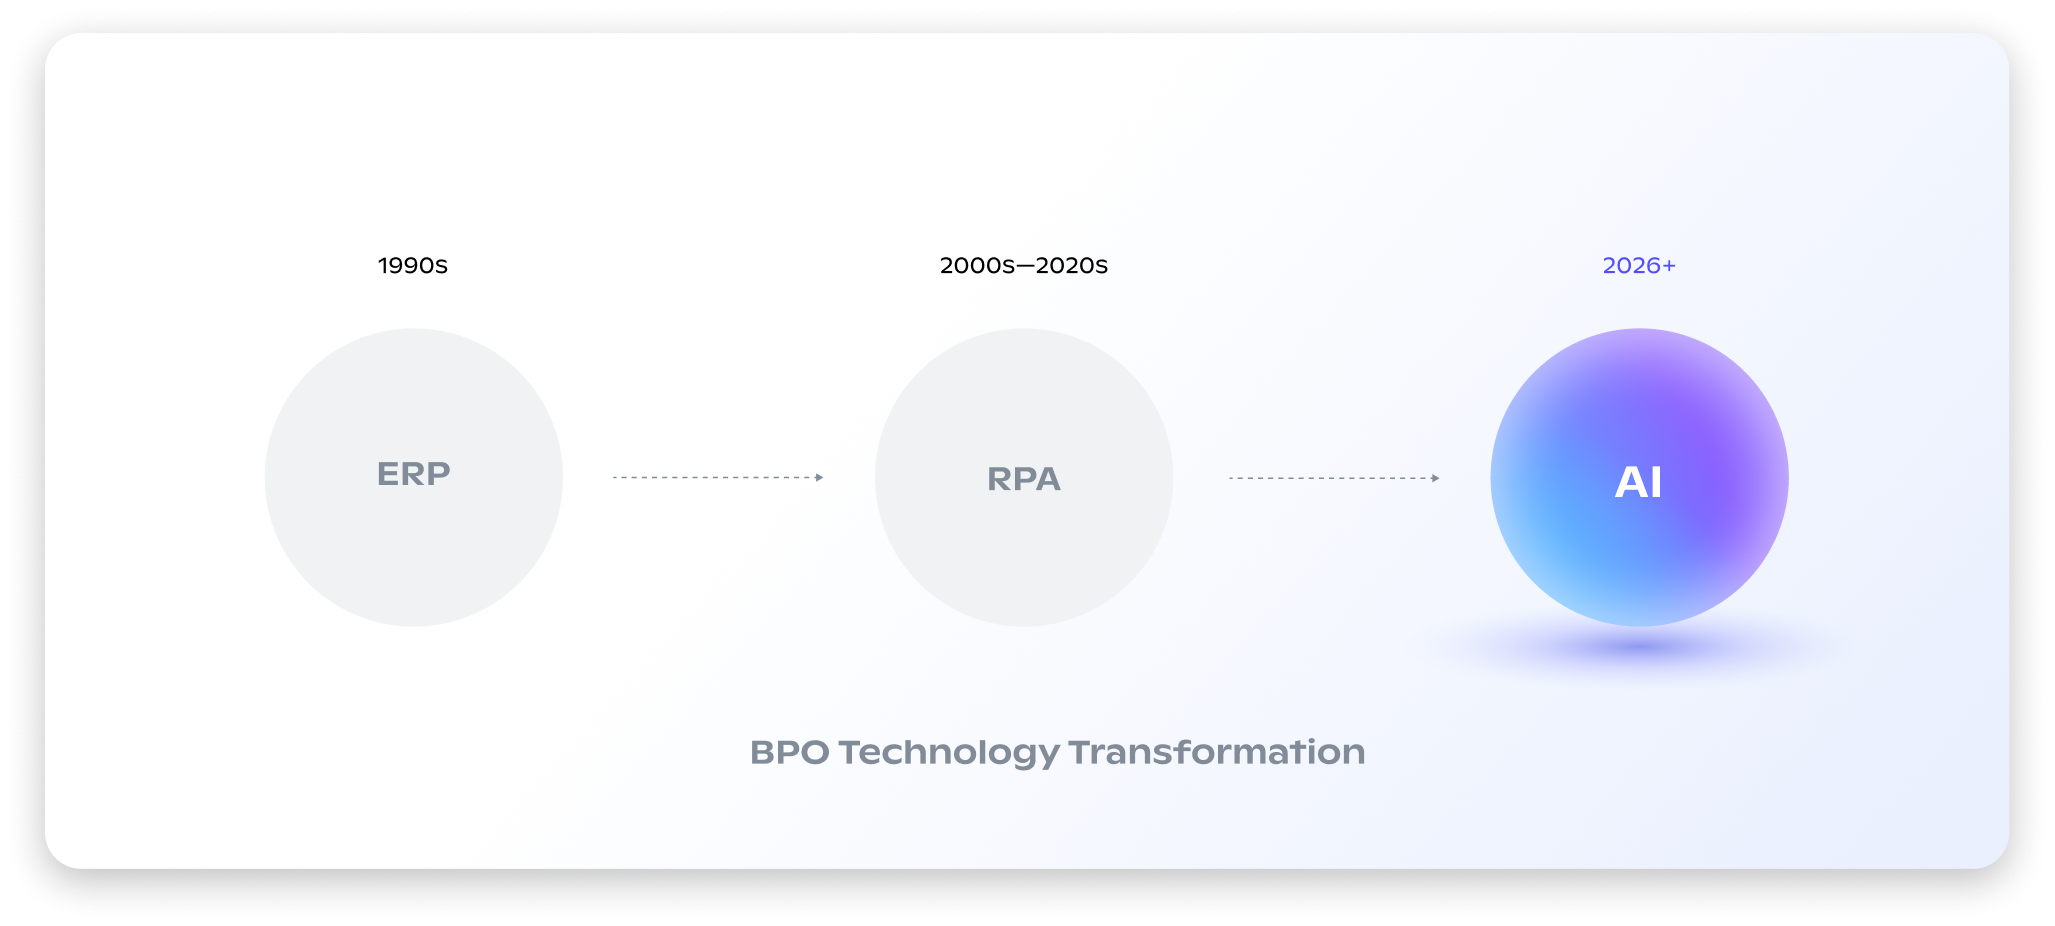 1990s
2000s—2020s
2026+
ERP
RPA
AI
BPO Technology Transformation